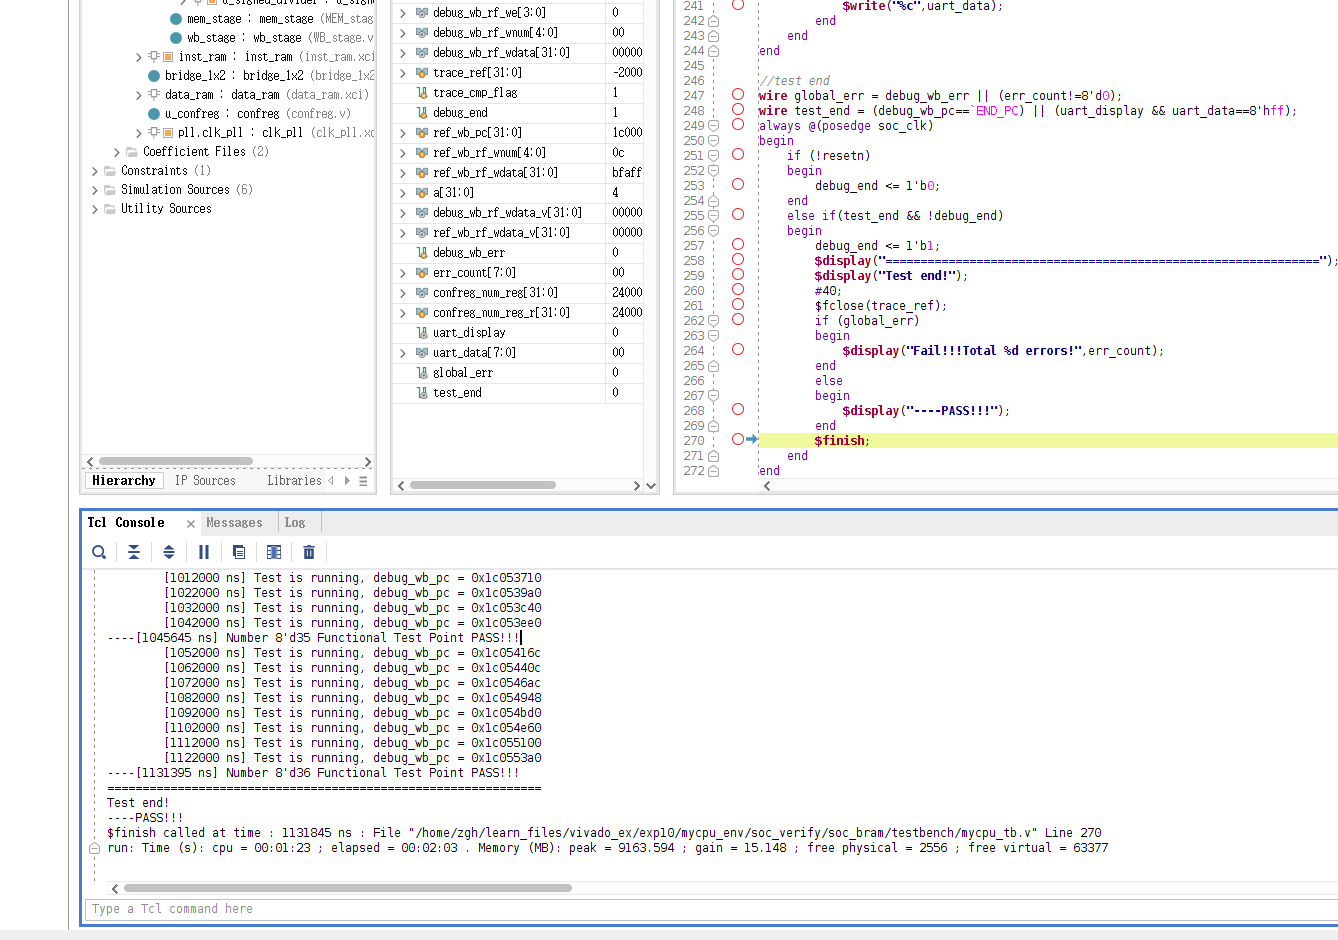 mem_stage : mem_stage (MEM_stag
wb_stage : wb_stage (WB_stage.v
inst_ram : inst_ram (inst_ram.xci
bridge_1x2 : bridge_1x2 (bridge_1x2
data_ram : data_ram (data_ram.xci)
u_confreg : confreg (confreg.v)
pll.clk_pll : clk_pll (clk_pll.xc
Coefficient Files (2)
Constraints (1)
Simulation Sources (6)
Utility Sources
Hierarchy IP Sources Libraries
debug_wb_rf_we[3:0] 0
debug_wb_rf_wnum[4:0] 00
debug_wb_rf_wdata[31:0] 00000
trace_ref[31:0] -2000
trace_cmp_flag 1
debug_end 1
ref_wb_pc[31:0] 1c000
ref_wb_rf_wnum[4:0] 0c
ref_wb_rf_wdata[31:0] bfaff
a[31:0] 4
debug_wb_rf_wdata_v[31:0] 00000
ref_wb_rf_wdata_v[31:0] 00000
debug_wb_err 0
err_count[7:0] 00
confreg_num_reg[31:0] 24000
confreg_num_reg_r[31:0] 24000
uart_display 0
uart_data[7:0] 00
global_err 0
test_end 0
241 $write("%c",uart_data);
242 end
243 end
244 end
245
246 //test end
247 wire global_err = debug_wb_err || (err_count!=8'd0);
248 wire test_end = (debug_wb_pc==`END_PC) || (uart_display && uart_data==8'hff);
249 always @(posedge soc_clk)
250 begin
251 if (!resetn)
252 begin
253 debug_end <= 1'b0;
254 end
255 else if(test_end && !debug_end)
256 begin
257 debug_end <= 1'b1;
258 $display("==============================================================");
259 $display("Test end!");
260 #40;
261 $fclose(trace_ref);
262 if (global_err)
263 begin
264 $display("Fail!!!Total %d errors!",err_count);
265 end
266 else
267 begin
268 $display("----PASS!!!");
269 end
270 $finish;
271 end
272 end
Tcl Console Messages Log
[1012000 ns] Test is running, debug_wb_pc = 0x1c053710
[1022000 ns] Test is running, debug_wb_pc = 0x1c0539a0
[1032000 ns] Test is running, debug_wb_pc = 0x1c053c40
[1042000 ns] Test is running, debug_wb_pc = 0x1c053ee0
----[1045645 ns] Number 8'd35 Functional Test Point PASS!!!
[1052000 ns] Test is running, debug_wb_pc = 0x1c05416c
[1062000 ns] Test is running, debug_wb_pc = 0x1c05440c
[1072000 ns] Test is running, debug_wb_pc = 0x1c0546ac
[1082000 ns] Test is running, debug_wb_pc = 0x1c054948
[1092000 ns] Test is running, debug_wb_pc = 0x1c054bd0
[1102000 ns] Test is running, debug_wb_pc = 0x1c054e60
[1112000 ns] Test is running, debug_wb_pc = 0x1c055100
[1122000 ns] Test is running, debug_wb_pc = 0x1c0553a0
----[1131395 ns] Number 8'd36 Functional Test Point PASS!!!
==============================================================
Test end!
----PASS!!!
$finish called at time : 1131845 ns : File "/home/zgh/learn_files/vivado_ex/exp10/mycpu_env/soc_verify/soc_bram/testbench/mycpu_tb.v" Line 270
run: Time (s): cpu = 00:01:23 ; elapsed = 00:02:03 . Memory (MB): peak = 9163.594 ; gain = 15.148 ; free physical = 2556 ; free virtual = 63377
Type a Tcl command here